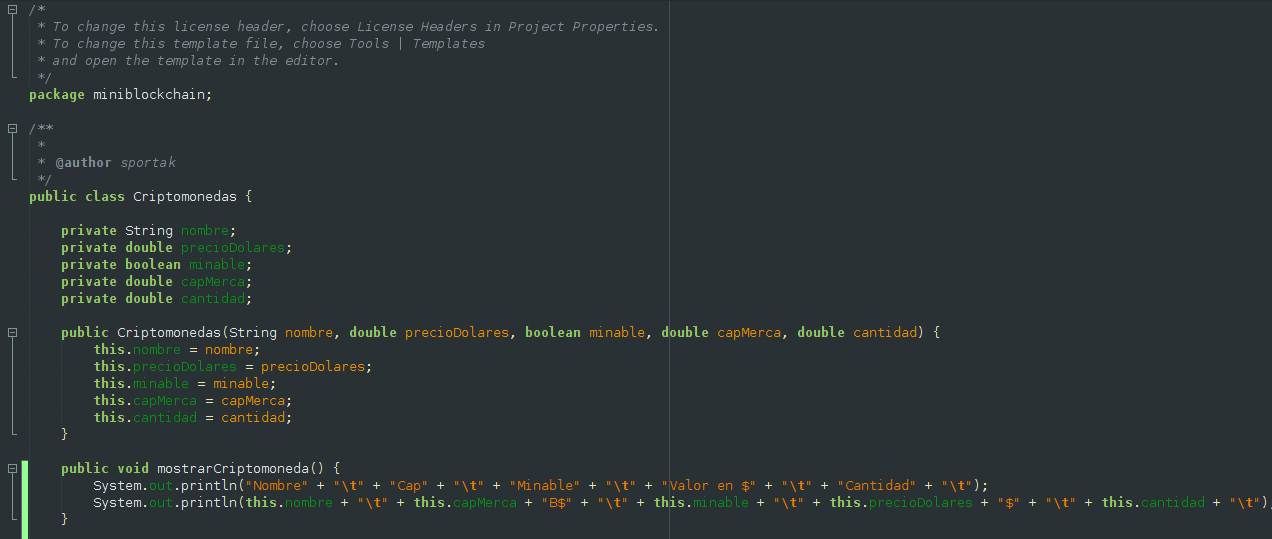 /*
 * To change this license header, choose License Headers in Project Properties.
 * To change this template file, choose Tools | Templates
 * and open the template in the editor.
 */
package miniblockchain;

/**
 *
 * @author sportak
 */
public class Criptomonedas {

    private String nombre;
    private double precioDolares;
    private boolean minable;
    private double capMerca;
    private double cantidad;

    public Criptomonedas(String nombre, double precioDolares, boolean minable, double capMerca, double cantidad) {
        this.nombre = nombre;
        this.precioDolares = precioDolares;
        this.minable = minable;
        this.capMerca = capMerca;
        this.cantidad = cantidad;
    }

    public void mostrarCriptomoneda() {
        System.out.println("Nombre" + "\t" + "Cap" + "\t" + "Minable" + "\t" + "Valor en $" + "\t" + "Cantidad" + "\t");
        System.out.println(this.nombre + "\t" + this.capMerca + "B$" + "\t" + this.minable + "\t" + this.precioDolares + "$" + "\t" + this.cantidad + "\t")
    }